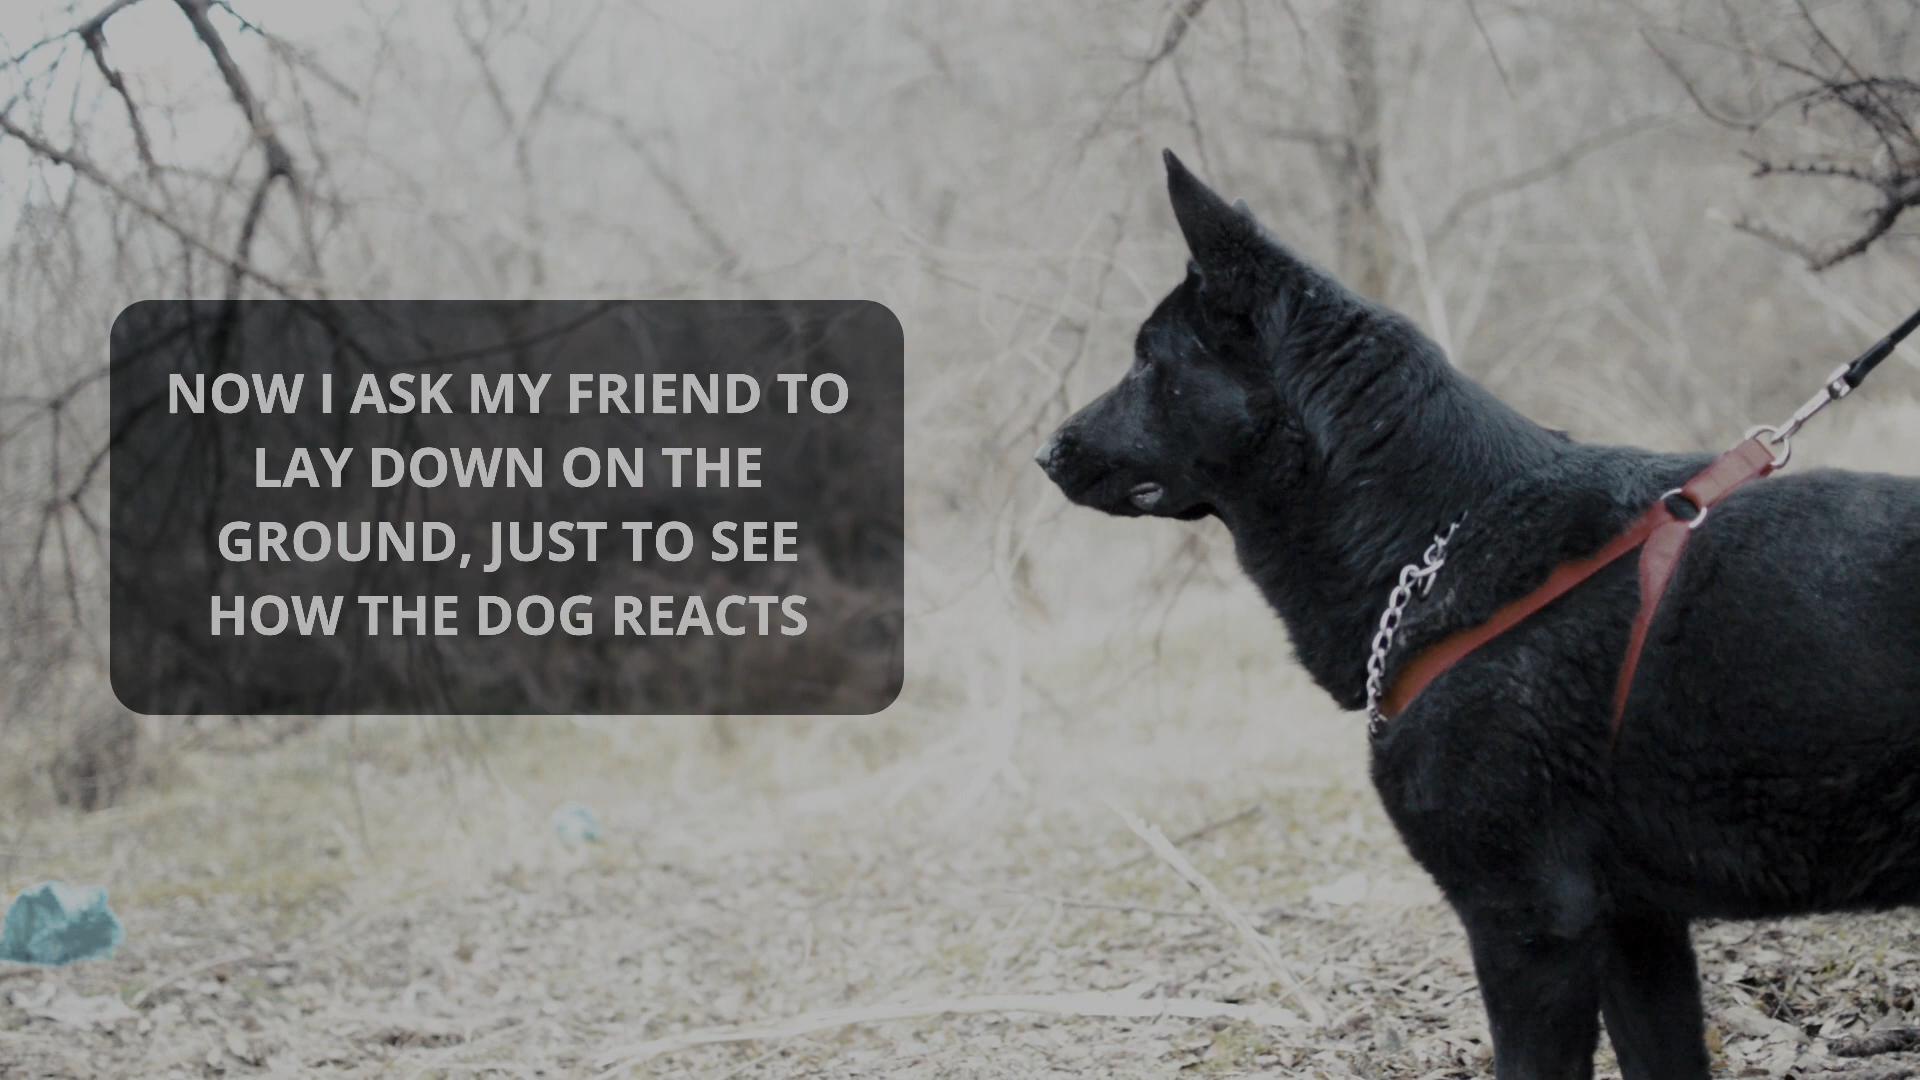 NOW I ASK MY FRIEND TO
LAY DOWN ON THE
GROUND, JUST TO SEE
HOW THE DOG REACTS